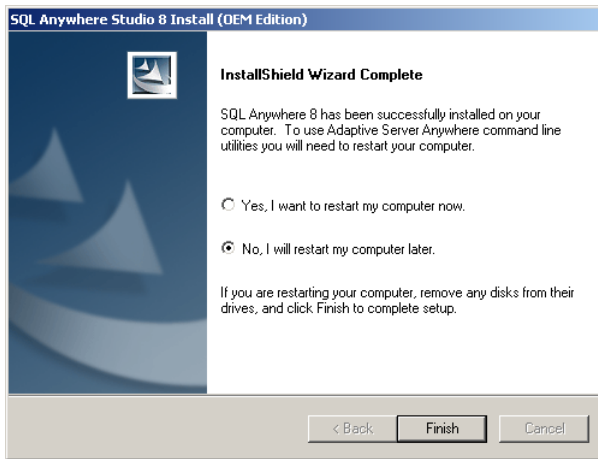 SQL Anywhere Studio 8 Install (OEM Edition)
InstallShield Wizard Complete
SQL Anywhere 8 has been successfully installed on your
computer. To use Adaptive Server Anywhere command line
utilities you will need to restart your computer.
Yes, I want to restart my computer now.
No, I will restart my computer later.
If you are restarting your computer, remove any disks from their
drives, and click Finish to complete setup.
< Back Finish Cancel